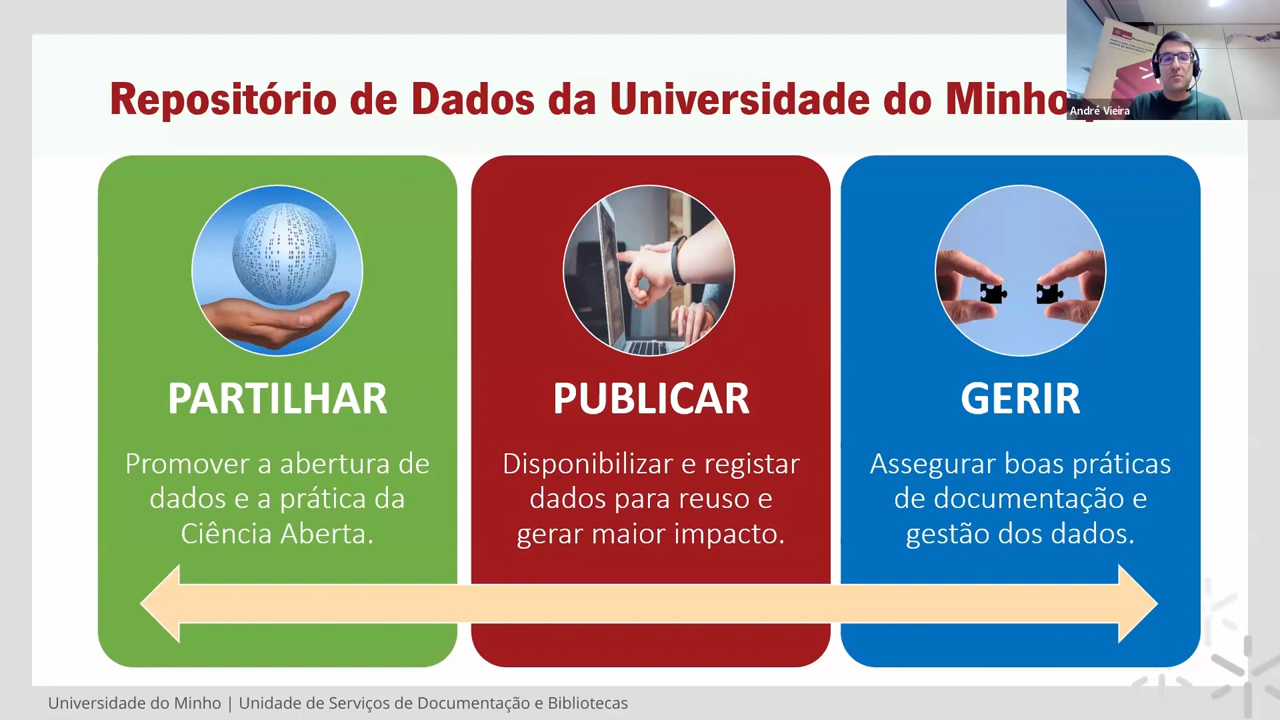 Repositório de Dados da Universidade do Minho
André Vieira
PARTILHAR
Promover a abertura de
dados e a prática da
Ciência Aberta.
PUBLICAR
Disponibilizar e registar
dados para reuso e
gerar maior impacto.
GERIR
Assegurar boas práticas
de documentação e
gestão dos dados.
Universidade do Minho | Unidade de Serviços de Documentação e Bibliotecas